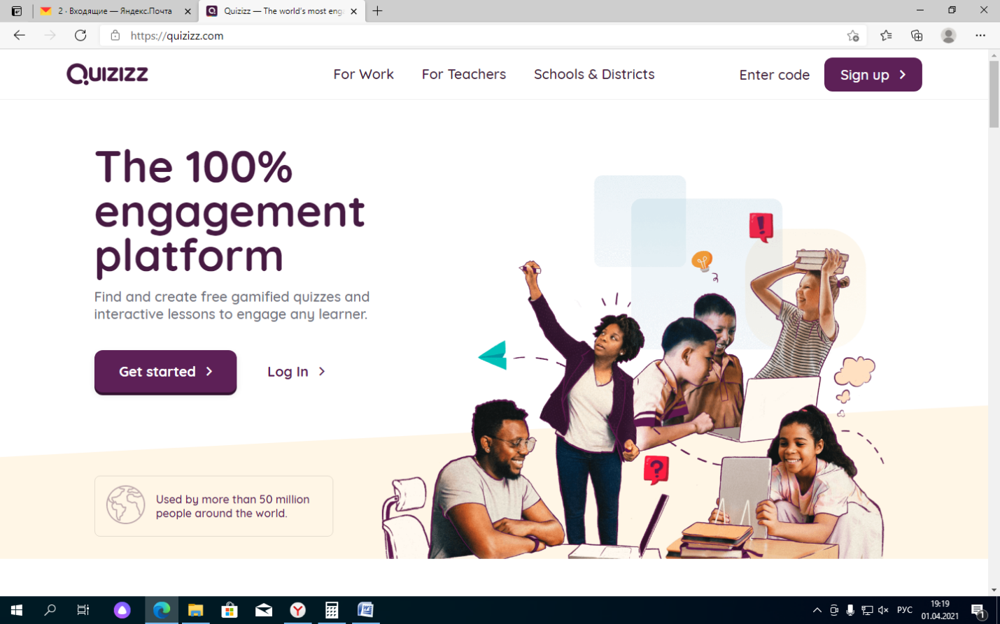 2 · Входящие — Яндекс.Почта
Quizizz — The world's most eng
https://quizizz.com
Quizizz
For Work
For Teachers
Schools & Districts
Enter code
Sign up
The 100%
engagement
platform
Find and create free gamified quizzes and
interactive lessons to engage any learner.
Get started
Log In
Used by more than 50 million
people around the world.
РУС
19:19
01.04.2021
1